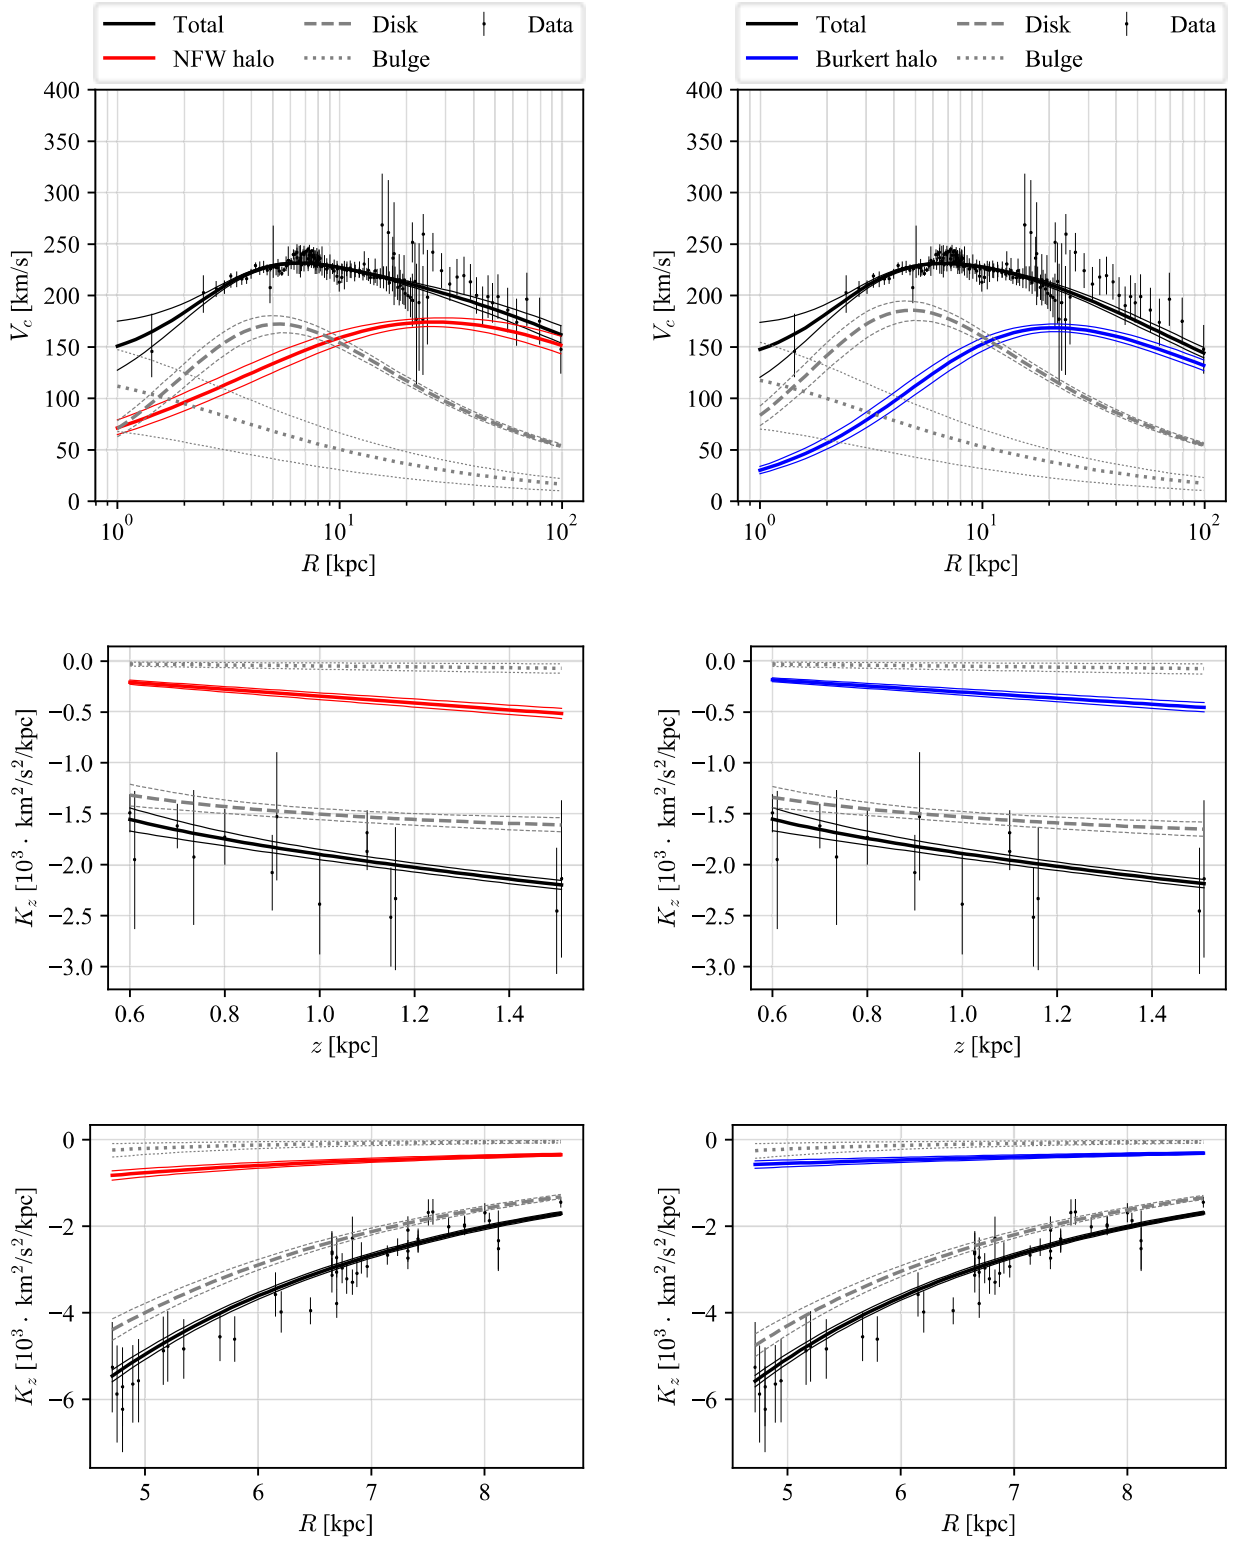 Total Disk Data
NFW halo Bulge
Total Disk Data
Burkert halo Bulge
400
350
300
250
200
150
100
50
0
V_c [km/s]
10^0 10^1 10^2
R [kpc]
400
350
300
250
200
150
100
50
0
V_c [km/s]
10^0 10^1 10^2
R [kpc]
0.0
−0.5
−1.0
−1.5
−2.0
−2.5
−3.0
K_z [10^3 · km^2/s^2/kpc]
0.6 0.8 1.0 1.2 1.4
z [kpc]
0.0
−0.5
−1.0
−1.5
−2.0
−2.5
−3.0
K_z [10^3 · km^2/s^2/kpc]
0.6 0.8 1.0 1.2 1.4
z [kpc]
0
−2
−4
−6
K_z [10^3 · km^2/s^2/kpc]
5 6 7 8
R [kpc]
0
−2
−4
−6
K_z [10^3 · km^2/s^2/kpc]
5 6 7 8
R [kpc]